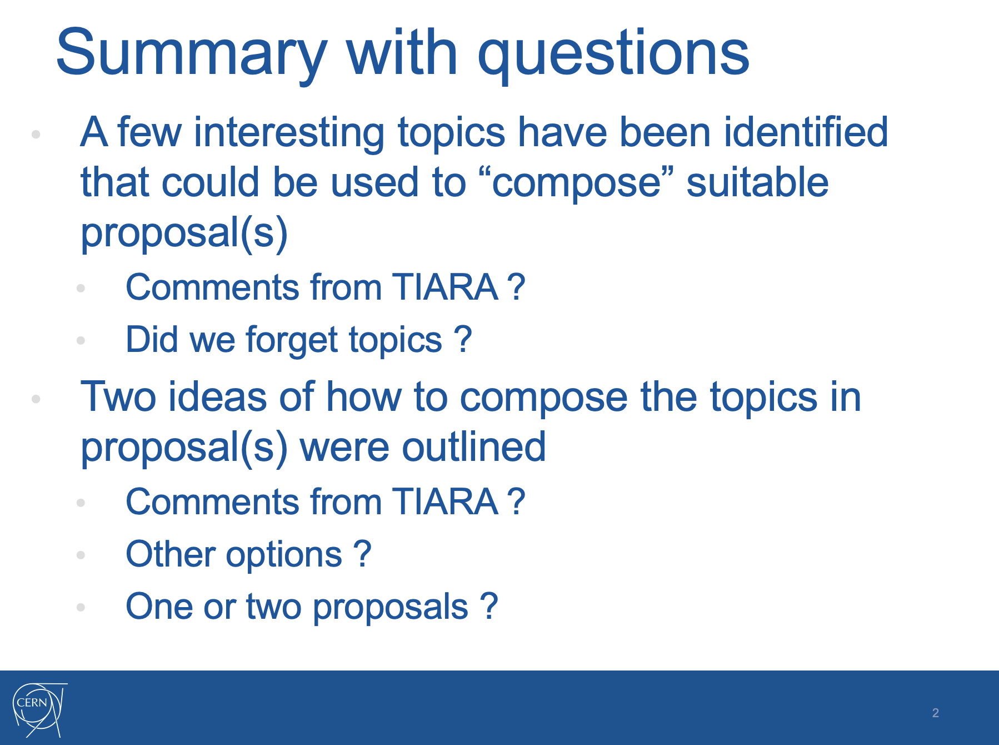 Summary with questions
A few interesting topics have been identified
that could be used to “compose” suitable
proposal(s)
Comments from TIARA ?
Did we forget topics ?
Two ideas of how to compose the topics in
proposal(s) were outlined
Comments from TIARA ?
Other options ?
One or two proposals ?
CERN
2